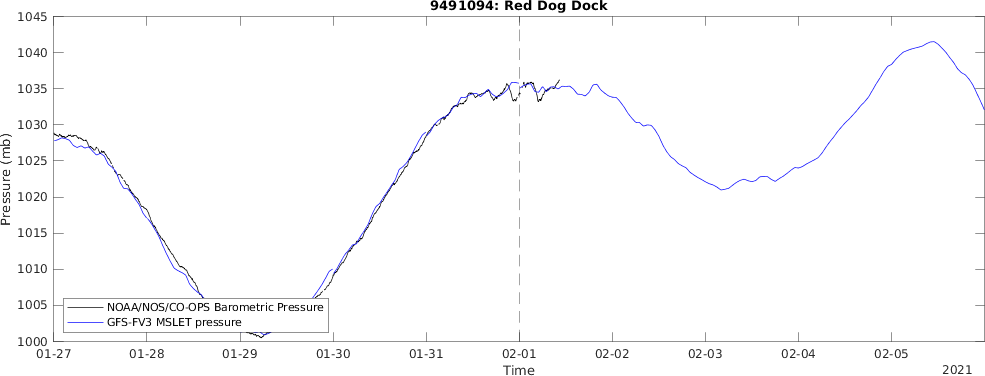 9491094: Red Dog Dock
Pressure (mb)
1045
1040
1035
1030
1025
1020
1015
1010
1005
1000
NOAA/NOS/CO-OPS Barometric Pressure
GFS-FV3 MSLET pressure
01-27 01-28 01-29 01-30 01-31 02-01 02-02 02-03 02-04 02-05
Time
2021